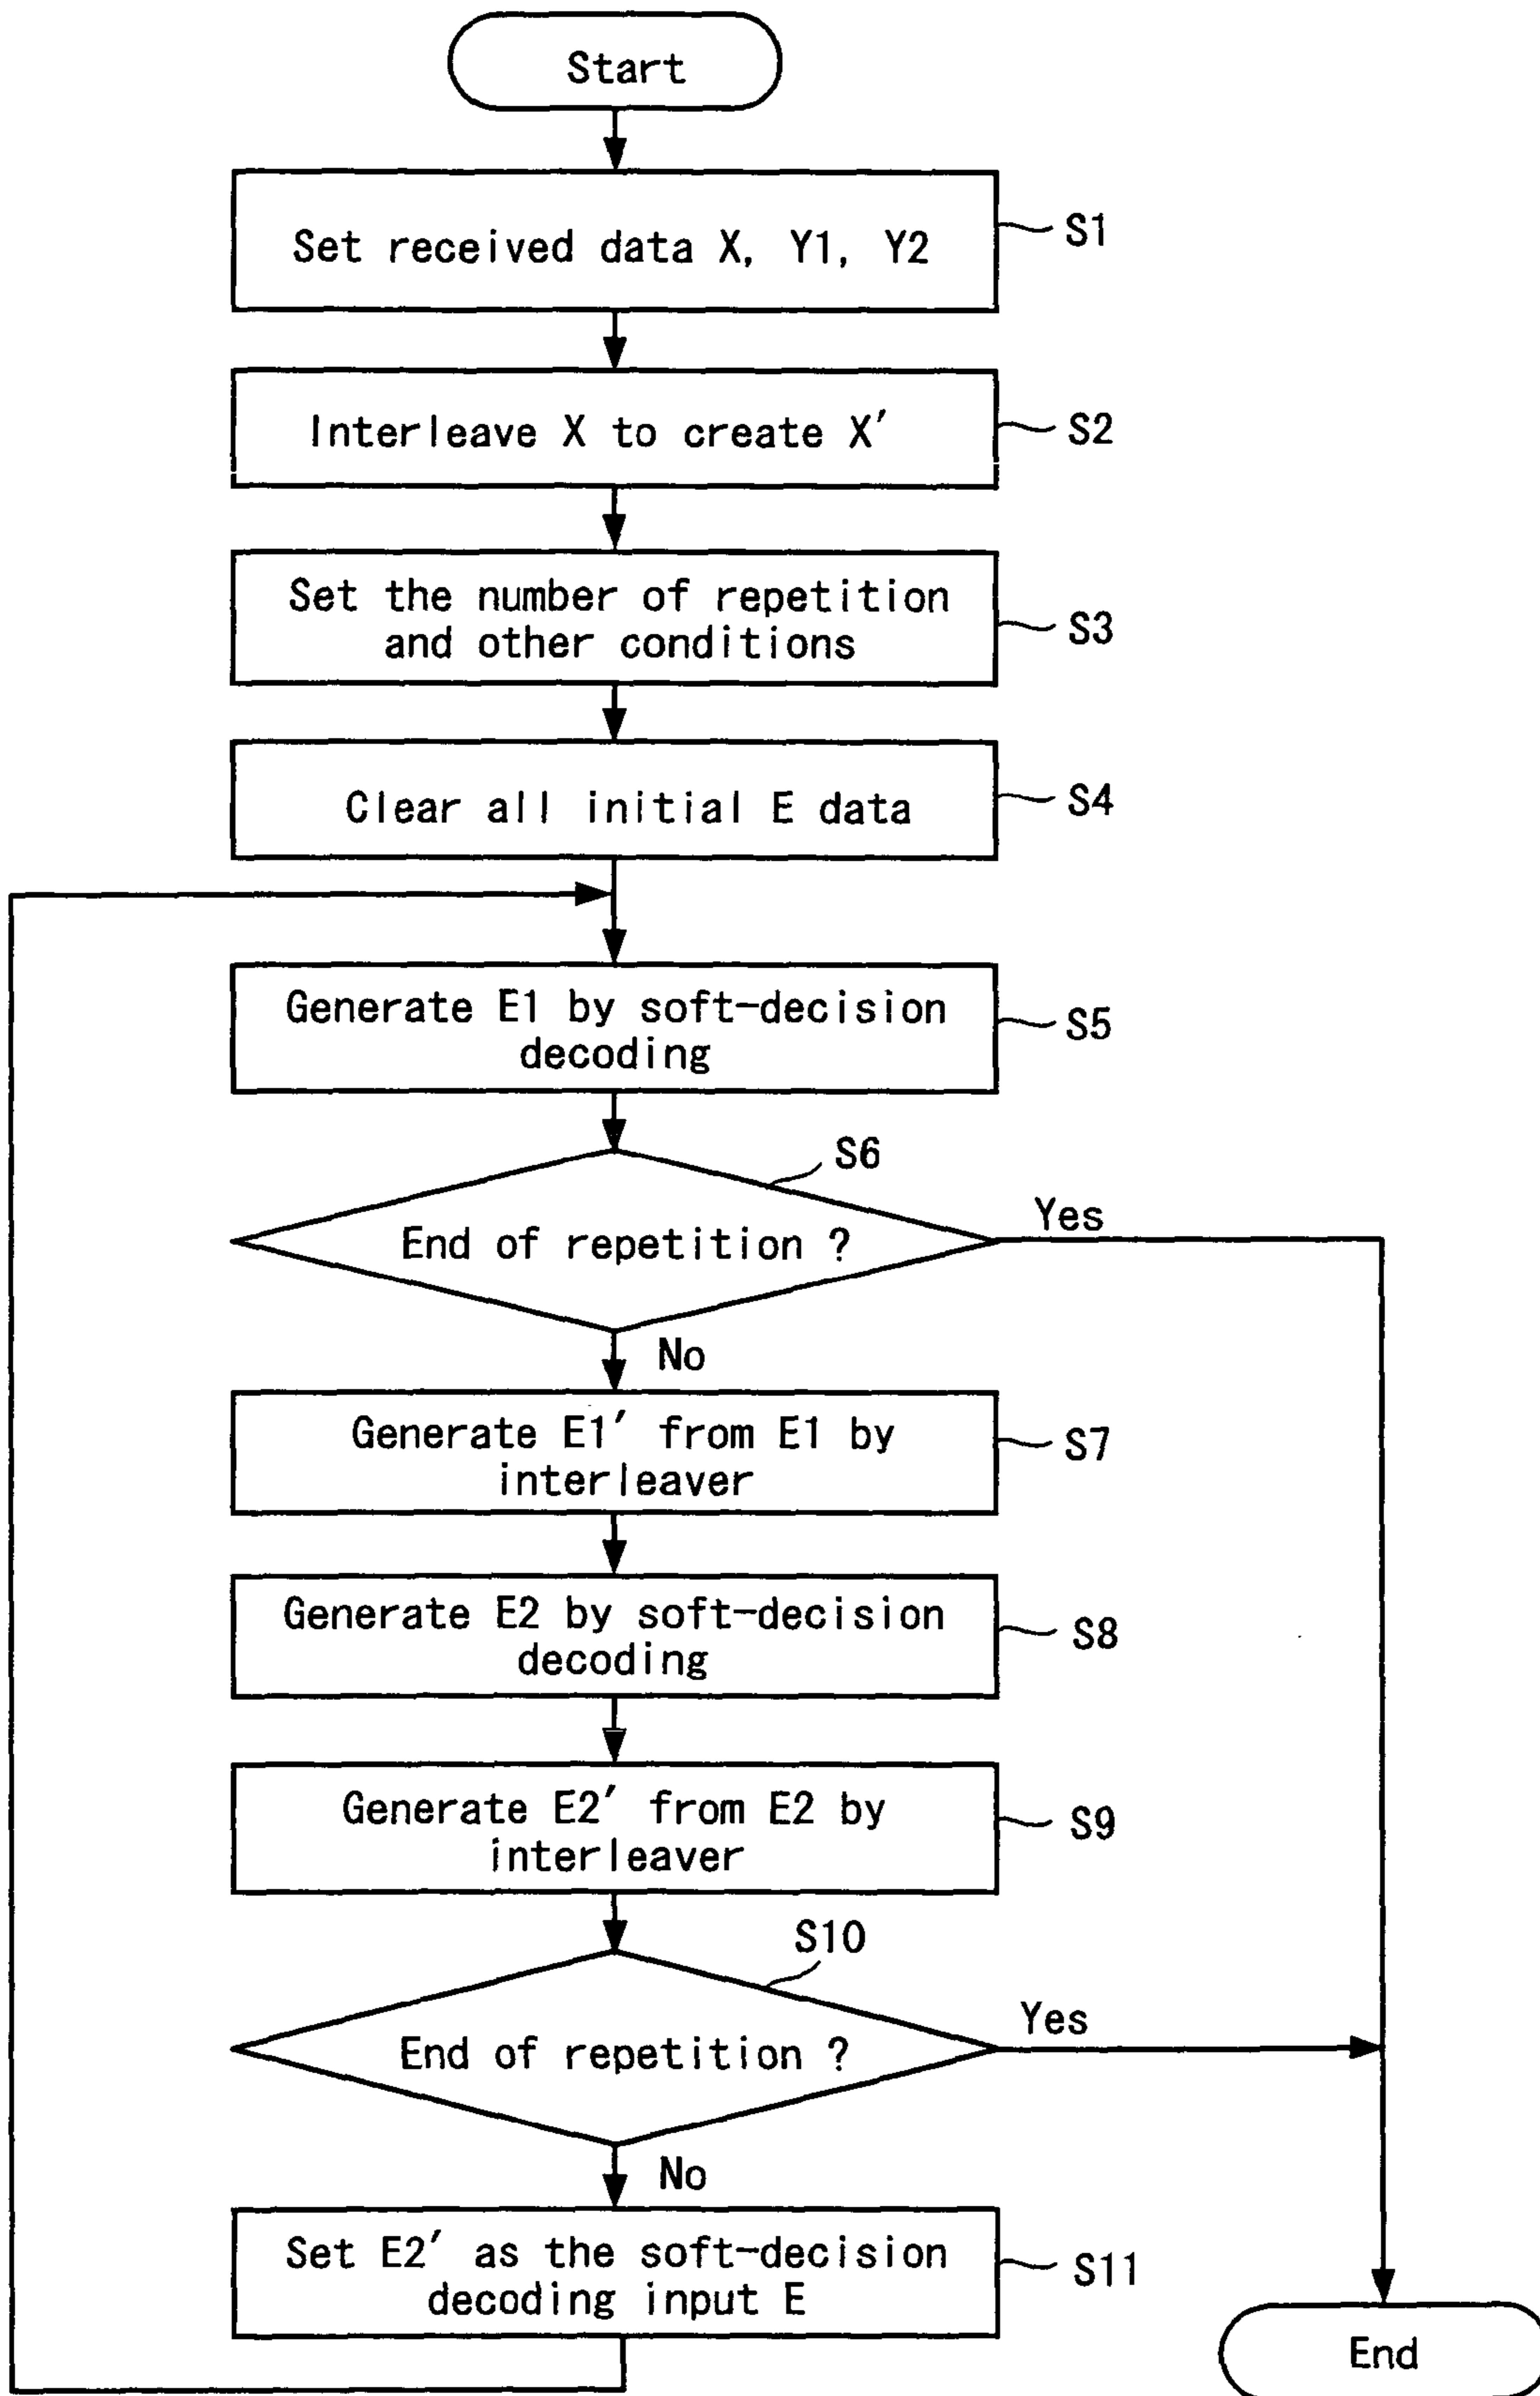 Start
Set received data X, Y1, Y2
S1
Interleave X to create X′
S2
Set the number of repetition
and other conditions
S3
Clear all initial E data
S4
Generate E1 by soft-decision
decoding
S5
S6
End of repetition ?
Yes
No
Generate E1′ from E1 by
interleaver
S7
Generate E2 by soft-decision
decoding
S8
Generate E2′ from E2 by
interleaver
S9
S10
End of repetition ?
Yes
No
Set E2′ as the soft-decision
decoding input E
S11
End